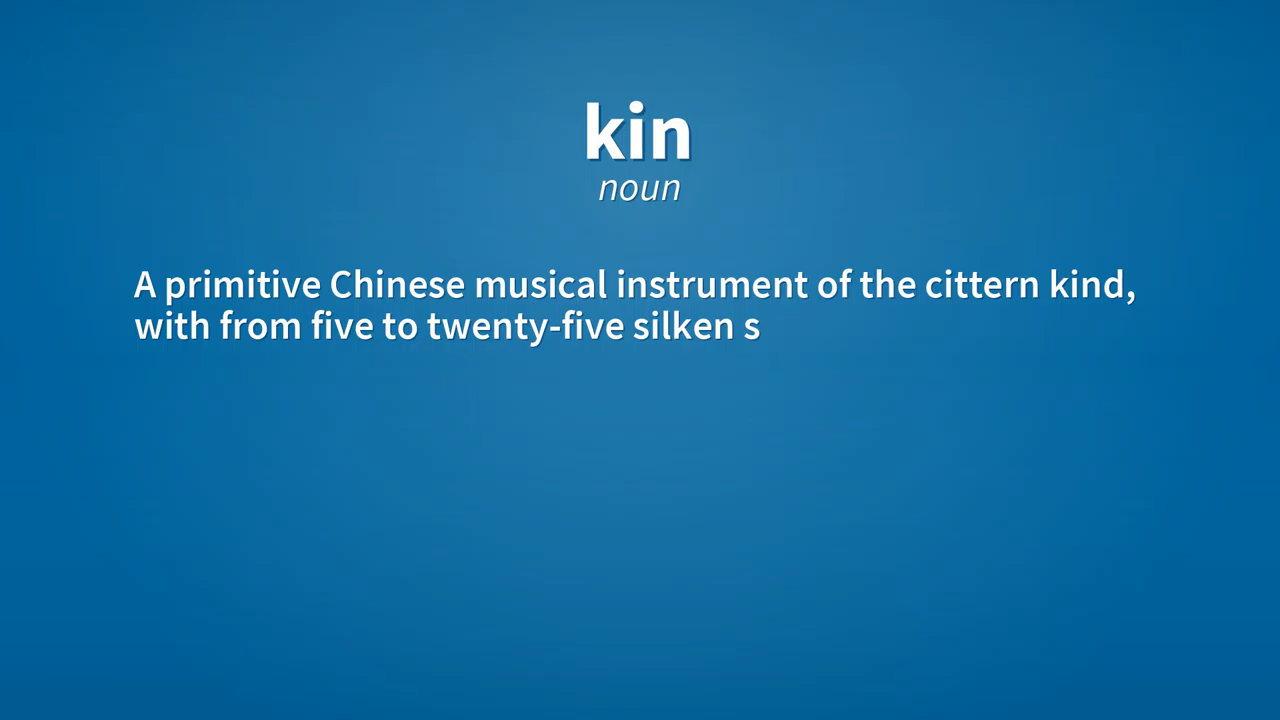 kin
noun
A primitive Chinese musical instrument of the cittern kind,
with from five to twenty-five silken s